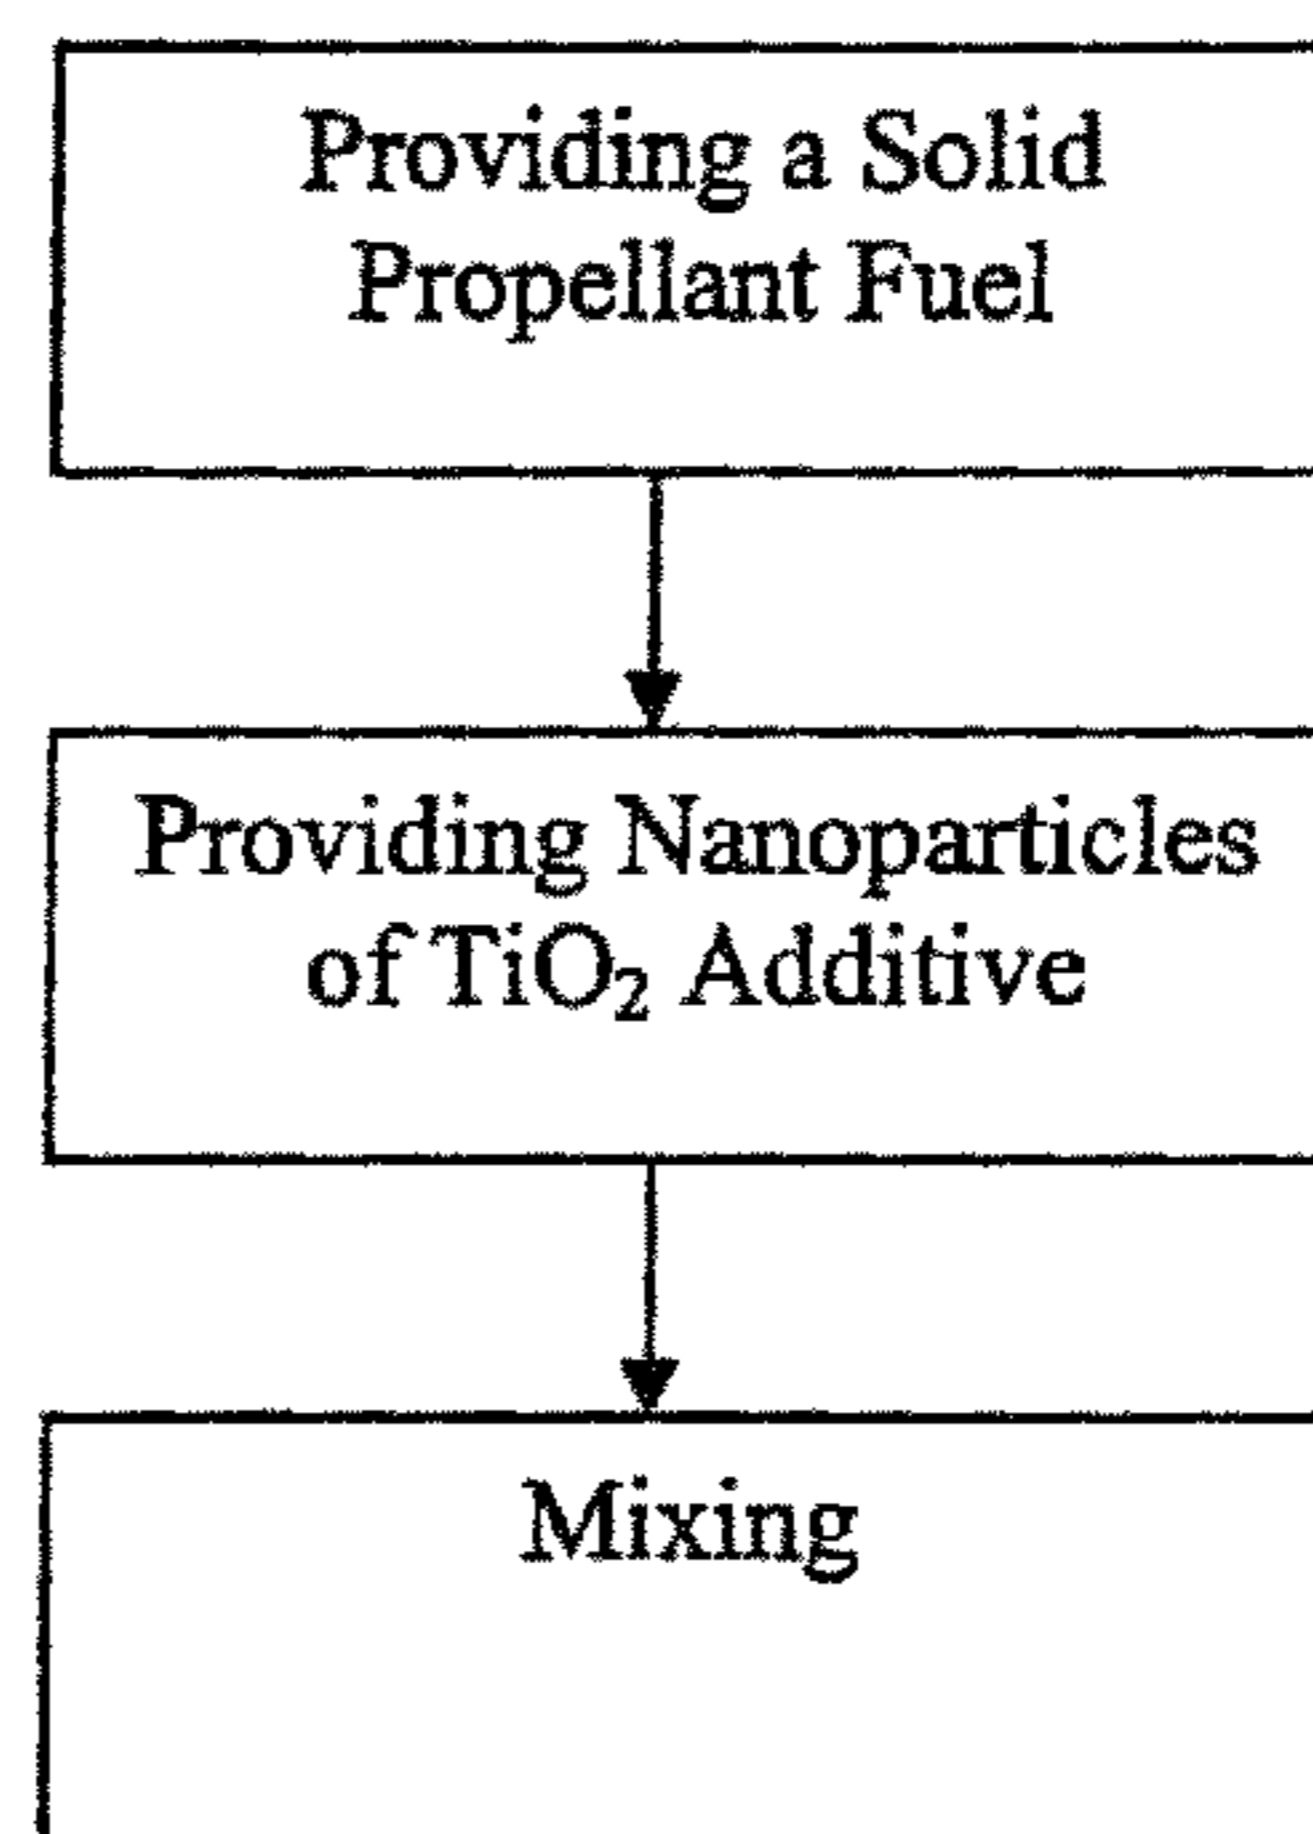 Providing a Solid
Propellant Fuel
Providing Nanoparticles
of TiO₂ Additive
Mixing